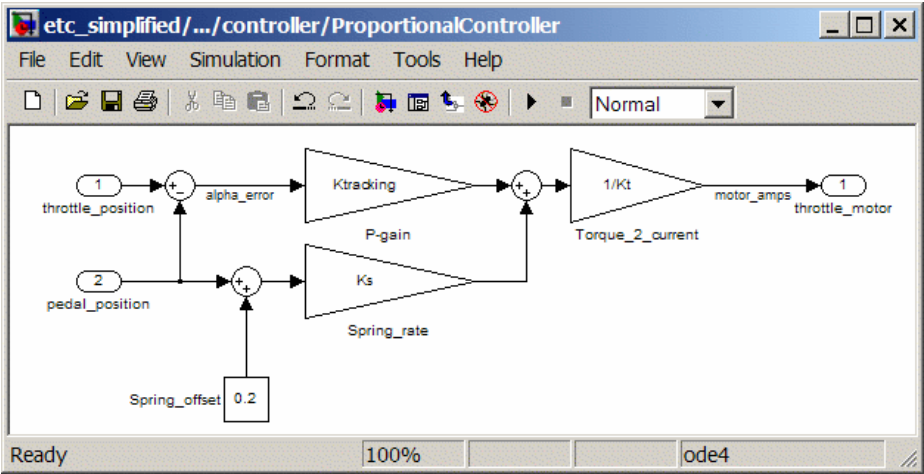 etc_simplified/.../controller/ProportionalController
File Edit View Simulation Format Tools Help
Normal
1
throttle_position
+
−
alpha_error
Ktracking
P-gain
+
+
1/Kt
Torque_2_current
motor_amps
1
throttle_motor
2
pedal_position
+
+
Ks
Spring_rate
Spring_offset
0.2
Ready 100% ode4